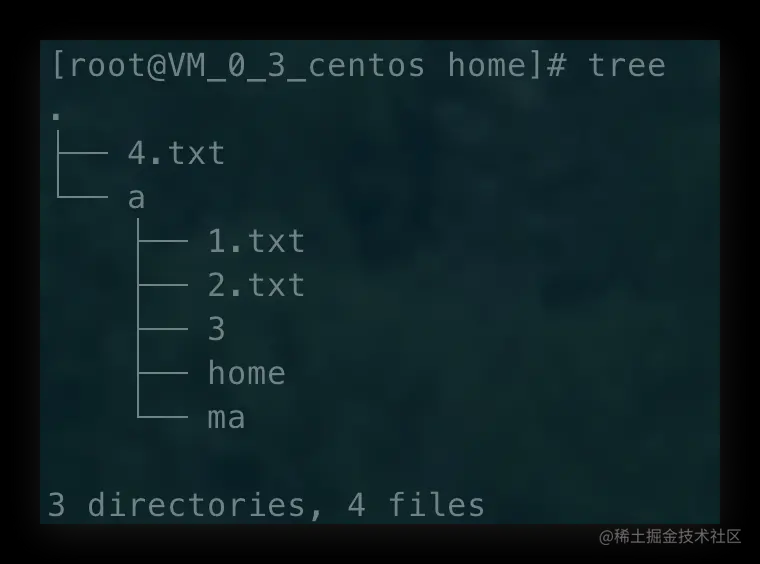 [root@VM_0_3_centos home]# tree
.
├── 4.txt
└── a
    ├── 1.txt
    ├── 2.txt
    ├── 3
    ├── home
    └── ma
3 directories, 4 files
@稀土掘金技术社区